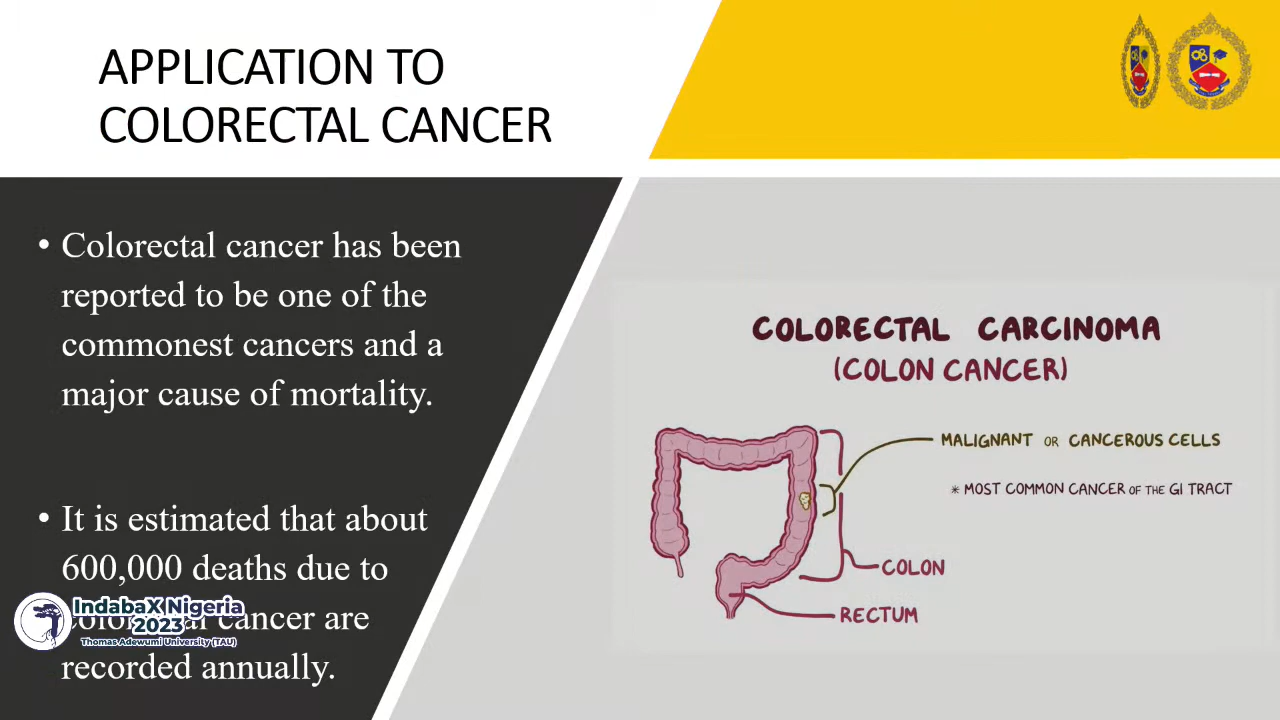 APPLICATION TO
COLORECTAL CANCER
• Colorectal cancer has been
reported to be one of the
commonest cancers and a
major cause of mortality.
• It is estimated that about
600,000 deaths due to
cancer are
recorded annually.
IndabaX Nigeria
2023
Thomas Adewumi University (TAU)
COLORECTAL CARCINOMA
(COLON CANCER)
MALIGNANT OR CANCEROUS CELLS
* MOST COMMON CANCER OF THE GI TRACT
COLON
RECTUM